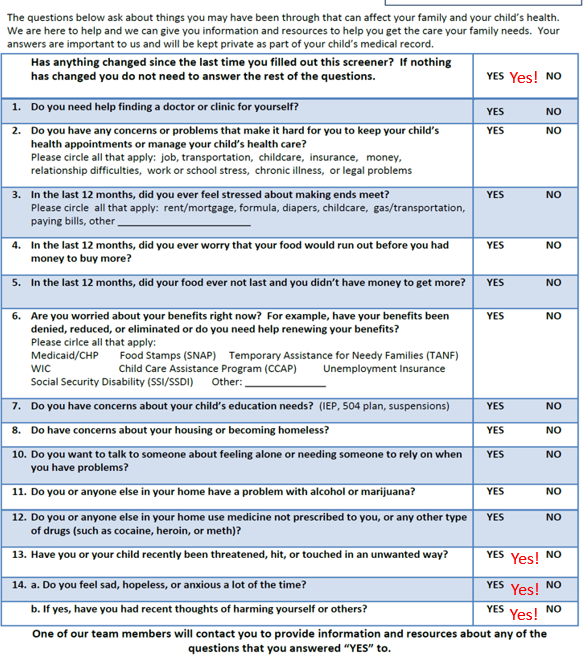 The questions below ask about things you may have been through that can affect your family and your child's health.
We are here to help and we can give you information and resources to help you get the care your family needs. Your
answers are important to us and will be kept private as part of your child's medical record.
Has anything changed since the last time you filled out this screener? If nothing
has changed you do not need to answer the rest of the questions.
YES Yes! NO
1. Do you need help finding a doctor or clinic for yourself?
YES NO
2. Do you have any concerns or problems that make it hard for you to keep your child's
health appointments or manage your child's health care?
Please circle all that apply: job, transportation, childcare, insurance, money,
relationship difficulties, work or school stress, chronic illness, or legal problems
YES NO
3. In the last 12 months, did you ever feel stressed about making ends meet?
Please circle all that apply: rent/mortgage, formula, diapers, childcare, gas/transportation,
paying bills, other ______________________
YES NO
4. In the last 12 months, did you ever worry that your food would run out before you had
money to buy more?
YES NO
5. In the last 12 months, did your food ever not last and you didn't have money to get more?
YES NO
6. Are you worried about your benefits right now? For example, have your benefits been
denied, reduced, or eliminated or do you need help renewing your benefits?
Please cirlce all that apply:
Medicaid/CHP Food Stamps (SNAP) Temporary Assistance for Needy Families (TANF)
WIC Child Care Assistance Program (CCAP) Unemployment Insurance
Social Security Disability (SSI/SSDI) Other: ______________
YES NO
7. Do you have concerns about your child's education needs? (IEP, 504 plan, suspensions)
YES NO
8. Do have concerns about your housing or becoming homeless?
YES NO
10. Do you want to talk to someone about feeling alone or needing someone to rely on when
you have problems?
YES NO
11. Do you or anyone else in your home have a problem with alcohol or marijuana?
YES NO
12. Do you or anyone else in your home use medicine not prescribed to you, or any other type
of drugs (such as cocaine, heroin, or meth)?
YES NO
13. Have you or your child recently been threatened, hit, or touched in an unwanted way?
YES Yes! NO
14. a. Do you feel sad, hopeless, or anxious a lot of the time?
YES Yes! NO
b. If yes, have you had recent thoughts of harming yourself or others?
YES Yes! NO
One of our team members will contact you to provide information and resources about any of the
questions that you answered "YES" to.